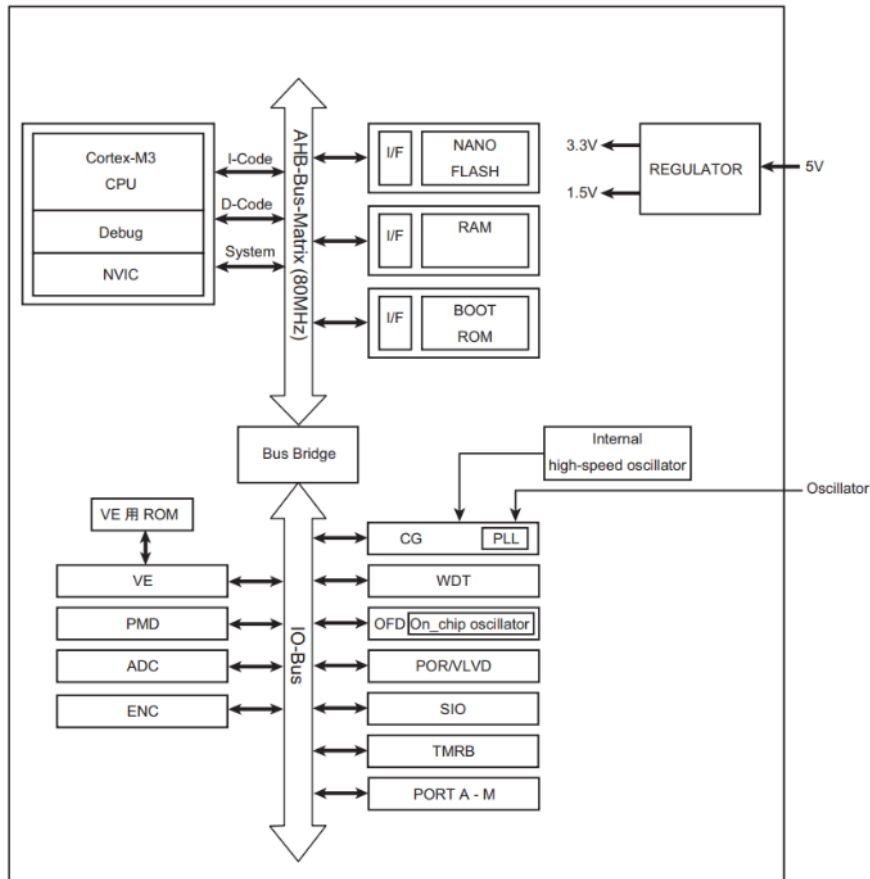 Cortex-M3
CPU
Debug
NVIC
I-Code
D-Code
System
AHB-Bus-Matrix (80MHz)
I/F
NANO
FLASH
I/F
RAM
I/F
BOOT
ROM
3.3V
1.5V
REGULATOR
5V
Bus Bridge
Internal
high-speed oscillator
Oscillator
VE 用 ROM
VE
PMD
ADC
ENC
IO-Bus
CG
PLL
WDT
OFD
On_chip oscillator
POR/VLVD
SIO
TMRB
PORT A - M